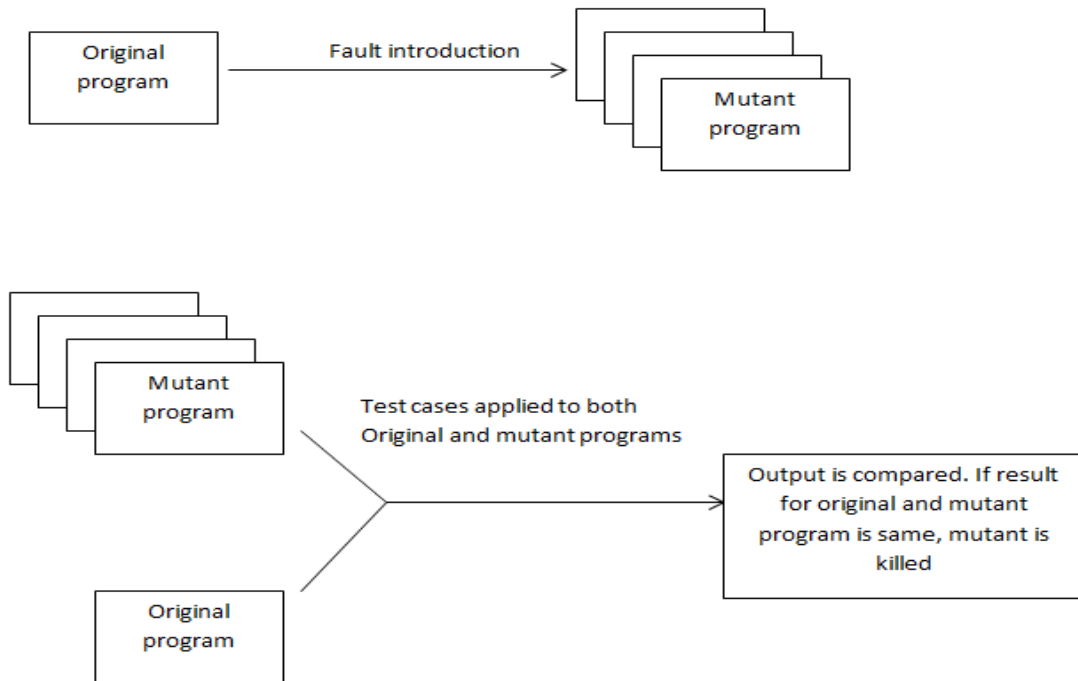 Original
program
Fault introduction
Mutant
program
Mutant
program
Test cases applied to both
Original and mutant programs
Output is compared. If result
for original and mutant
program is same, mutant is
killed
Original
program